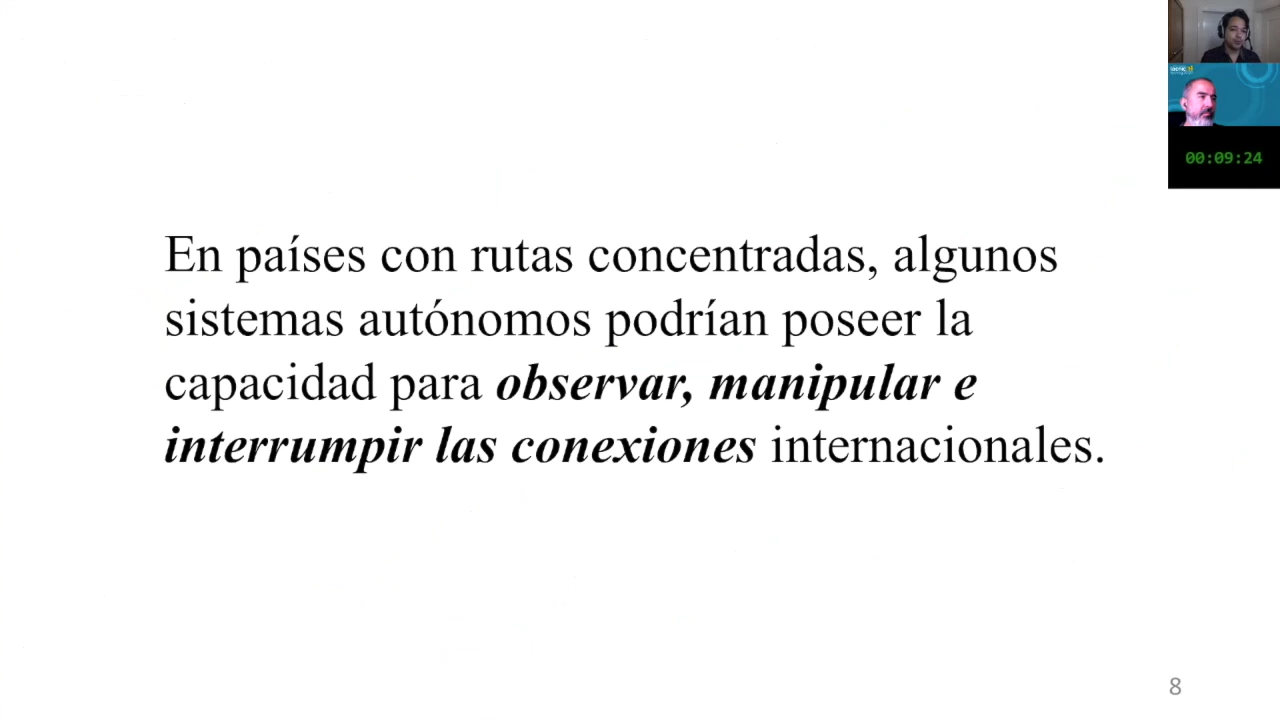 En países con rutas concentradas, algunos
sistemas autónomos podrían poseer la
capacidad para observar, manipular e
interrumpir las conexiones internacionales.
00:09:24
8